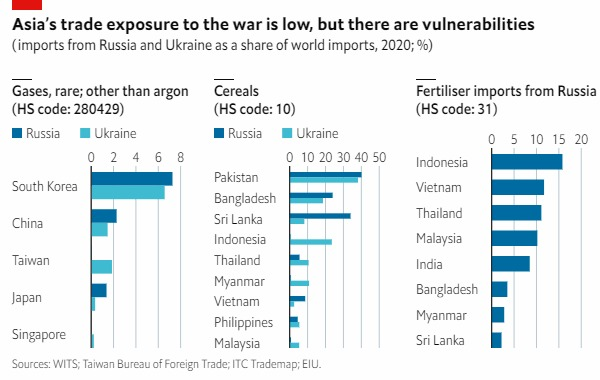 Asia's trade exposure to the war is low, but there are vulnerabilities
(imports from Russia and Ukraine as a share of world imports, 2020; %)
Gases, rare; other than argon
(HS code: 280429)
Russia Ukraine
0 2 4 6 8
South Korea
China
Taiwan
Japan
Singapore
Cereals
(HS code: 10)
Russia Ukraine
0 10 20 30 40 50
Pakistan
Bangladesh
Sri Lanka
Indonesia
Thailand
Myanmar
Vietnam
Philippines
Malaysia
Fertiliser imports from Russia
(HS code: 31)
0 5 10 15 20
Indonesia
Vietnam
Thailand
Malaysia
India
Bangladesh
Myanmar
Sri Lanka
Sources: WITS; Taiwan Bureau of Foreign Trade; ITC Trademap; EIU.